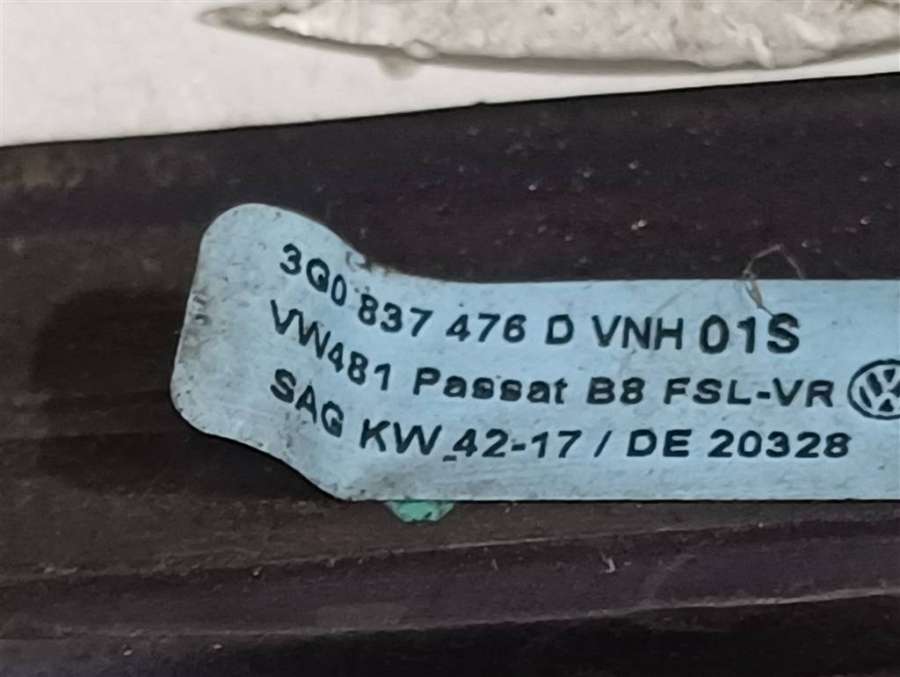 3G0 837 476 D VNH 01S
VW481 Passat B8 FSL-VR
SAG KW 42-17 / DE 20328